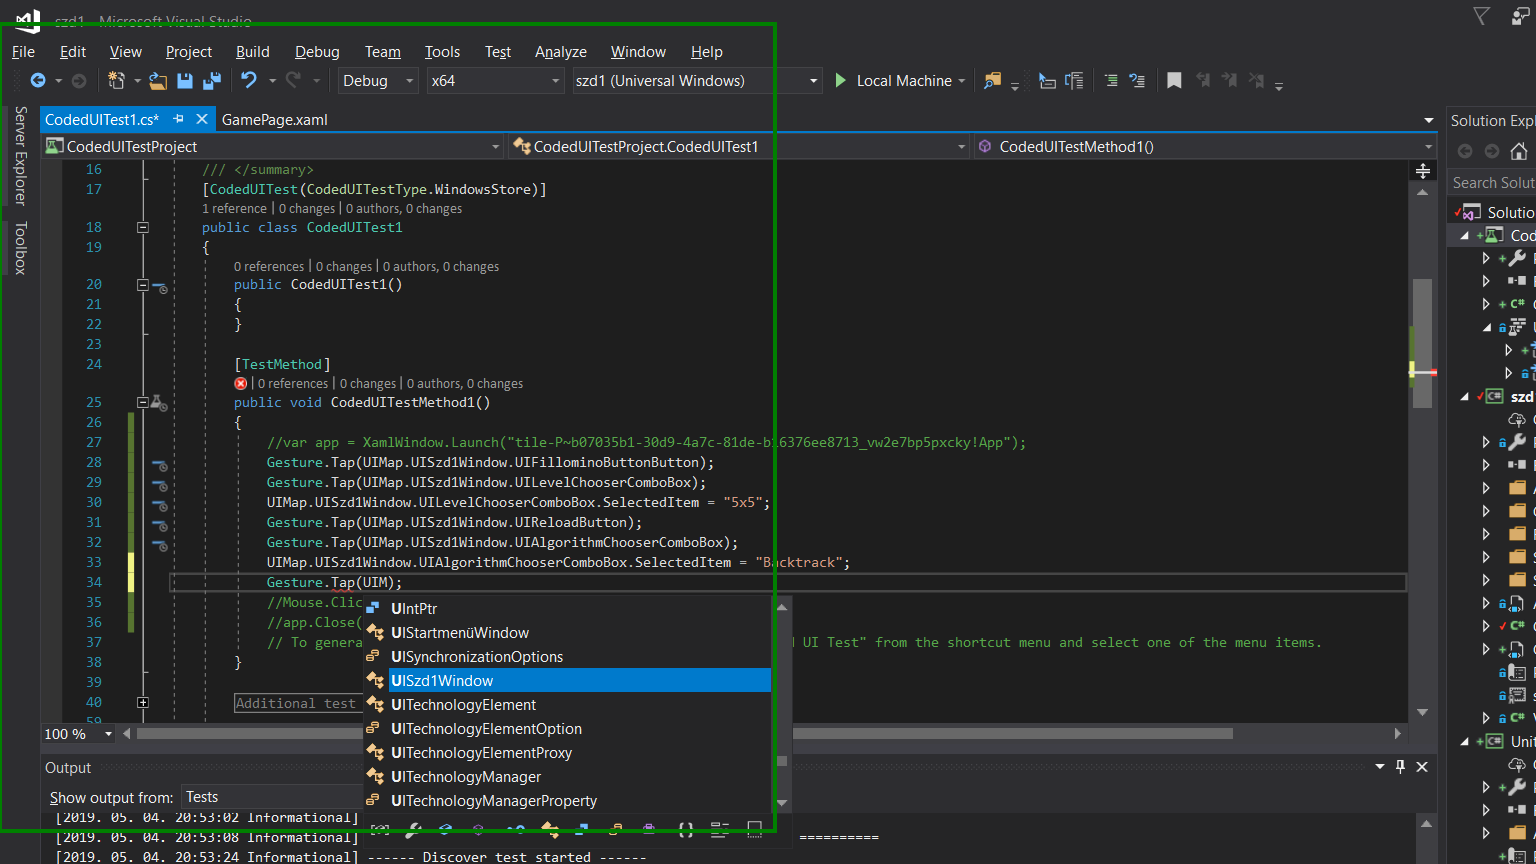 szd1 - Microsoft Visual Studio
File Edit View Project Build Debug Team Tools Test Analyze Window Help
Debug x64 szd1 (Universal Windows) Local Machine
Server Explorer
Toolbox
CodedUITest1.cs* GamePage.xaml
CodedUITestProject CodedUITestProject.CodedUITest1 CodedUITestMethod1()
16 /// </summary>
17 [CodedUITest(CodedUITestType.WindowsStore)]
1 reference | 0 changes | 0 authors, 0 changes
18 public class CodedUITest1
19 {
0 references | 0 changes | 0 authors, 0 changes
20 public CodedUITest1()
21 {
22 }
23
24 [TestMethod]
| 0 references | 0 changes | 0 authors, 0 changes
25 public void CodedUITestMethod1()
26 {
27 //var app = XamlWindow.Launch("tile-P~b07035b1-30d9-4a7c-81de-b16376ee8713_vw2e7bp5pxcky!App");
28 Gesture.Tap(UIMap.UISzd1Window.UIFillominoButtonButton);
29 Gesture.Tap(UIMap.UISzd1Window.UILevelChooserComboBox);
30 UIMap.UISzd1Window.UILevelChooserComboBox.SelectedItem = "5x5";
31 Gesture.Tap(UIMap.UISzd1Window.UIReloadButton);
32 Gesture.Tap(UIMap.UISzd1Window.UIAlgorithmChooserComboBox);
33 UIMap.UISzd1Window.UIAlgorithmChooserComboBox.SelectedItem = "Backtrack";
34 Gesture.Tap(UIM);
35 //Mouse.Clic
36 //app.Close(
37 // To genera UI Test" from the shortcut menu and select one of the menu items.
38 }
39
40 Additional test
59
UIntPtr
UIStartmenüWindow
UISynchronizationOptions
UISzd1Window
UITechnologyElement
UITechnologyElementOption
UITechnologyElementProxy
UITechnologyManager
UITechnologyManagerProperty
100 %
Output
Show output from: Tests
[2019. 05. 04. 20:53:02 Informational]
[2019. 05. 04. 20:53:08 Informational] ==========
[2019. 05. 04. 20:53:24 Informational] ------ Discover test started ------
Solution Expl
Search Soluti
Solutio
Cod
szd
Unit